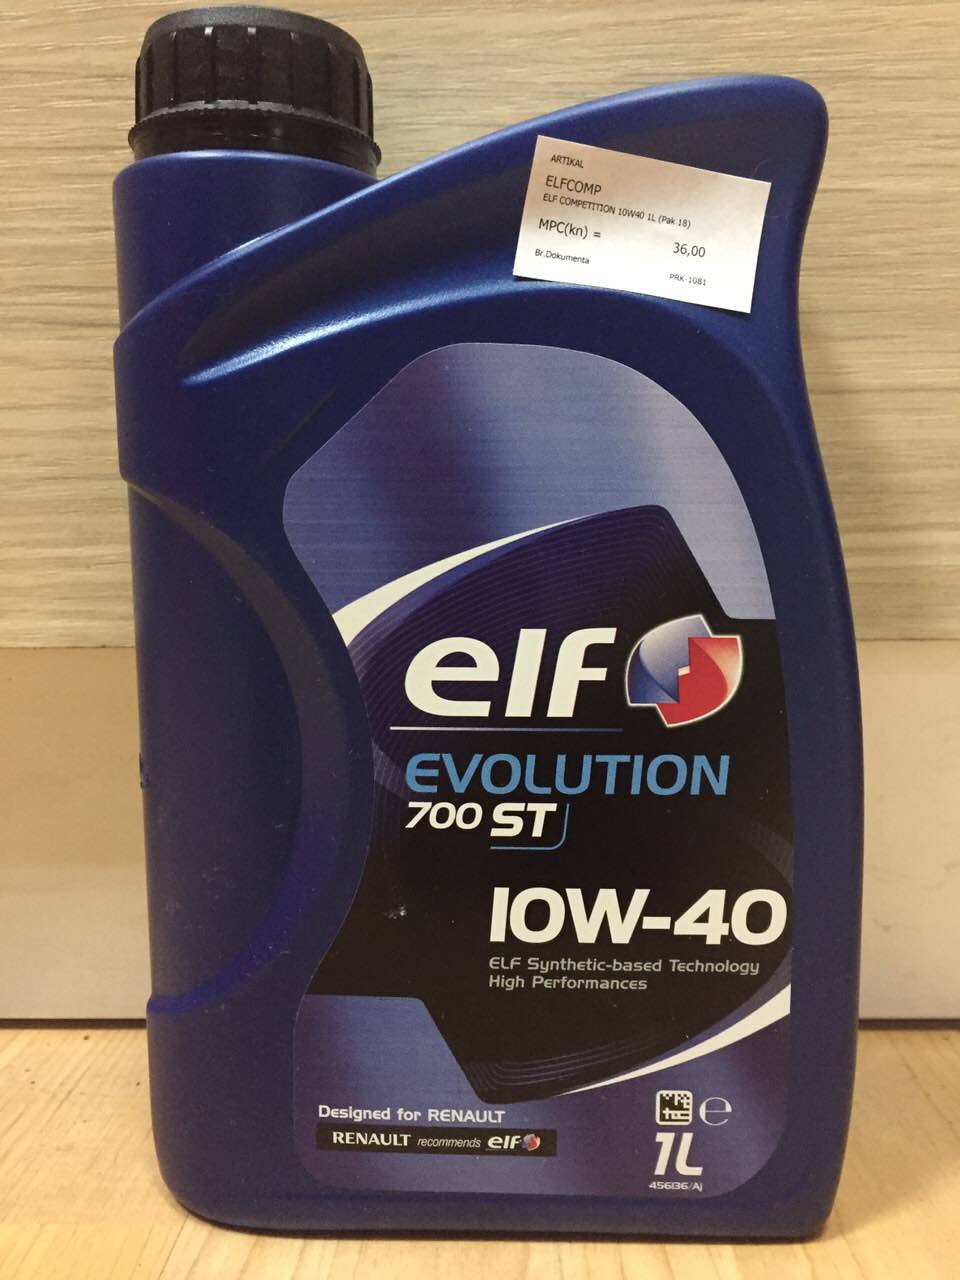 ARTIKAL
ELFCOMP
ELF COMPETITION 10W40 1L (Pak 18)
MPC(kn) = 36,00
Br.Dokumenta PRK-1081
elf
EVOLUTION
700 ST
10W-40
ELF Synthetic-based Technology
High Performances
Designed for RENAULT
RENAULT recommends elf
e
1L
456136/Aj